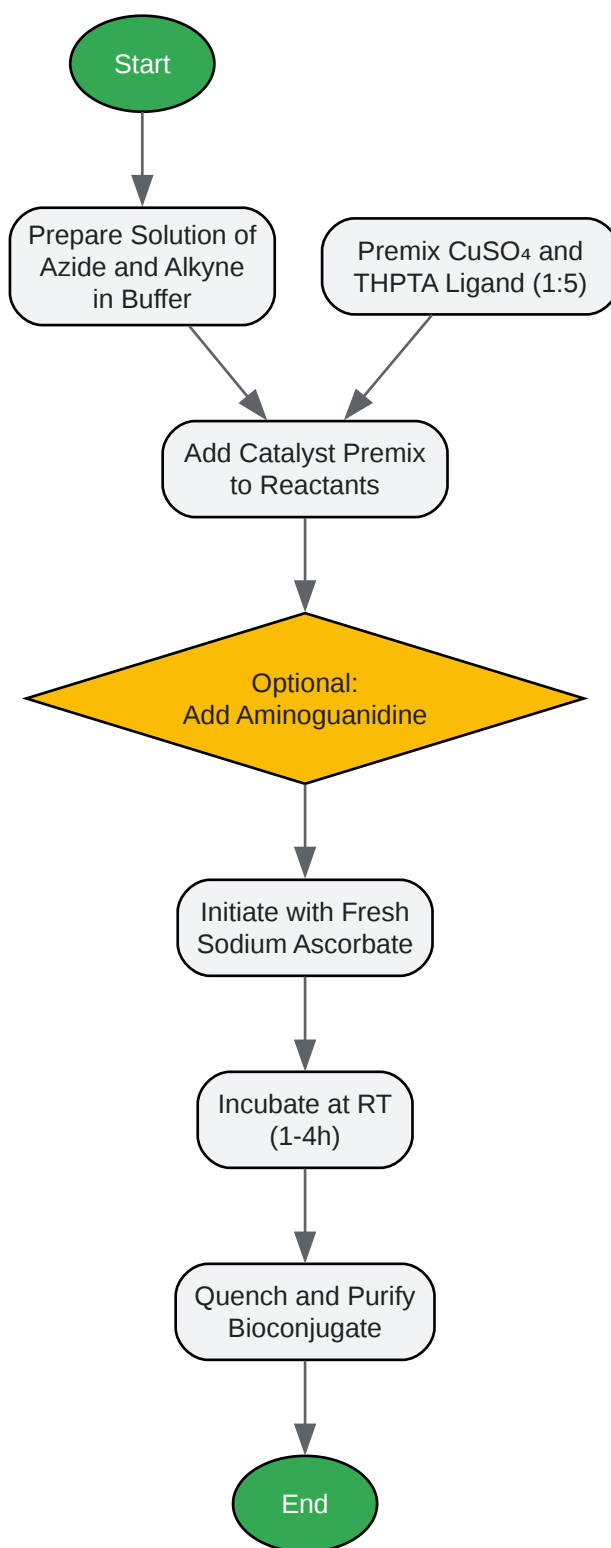 Start
Prepare Solution of
Azide and Alkyne
in Buffer
Premix CuSO₄ and
THPTA Ligand (1:5)
Add Catalyst Premix
to Reactants
Optional:
Add Aminoguanidine
Initiate with Fresh
Sodium Ascorbate
Incubate at RT
(1-4h)
Quench and Purify
Bioconjugate
End